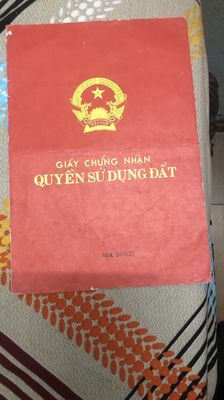 GIẤY CHỨNG NHẬN
QUYỀN SỬ DỤNG ĐẤT